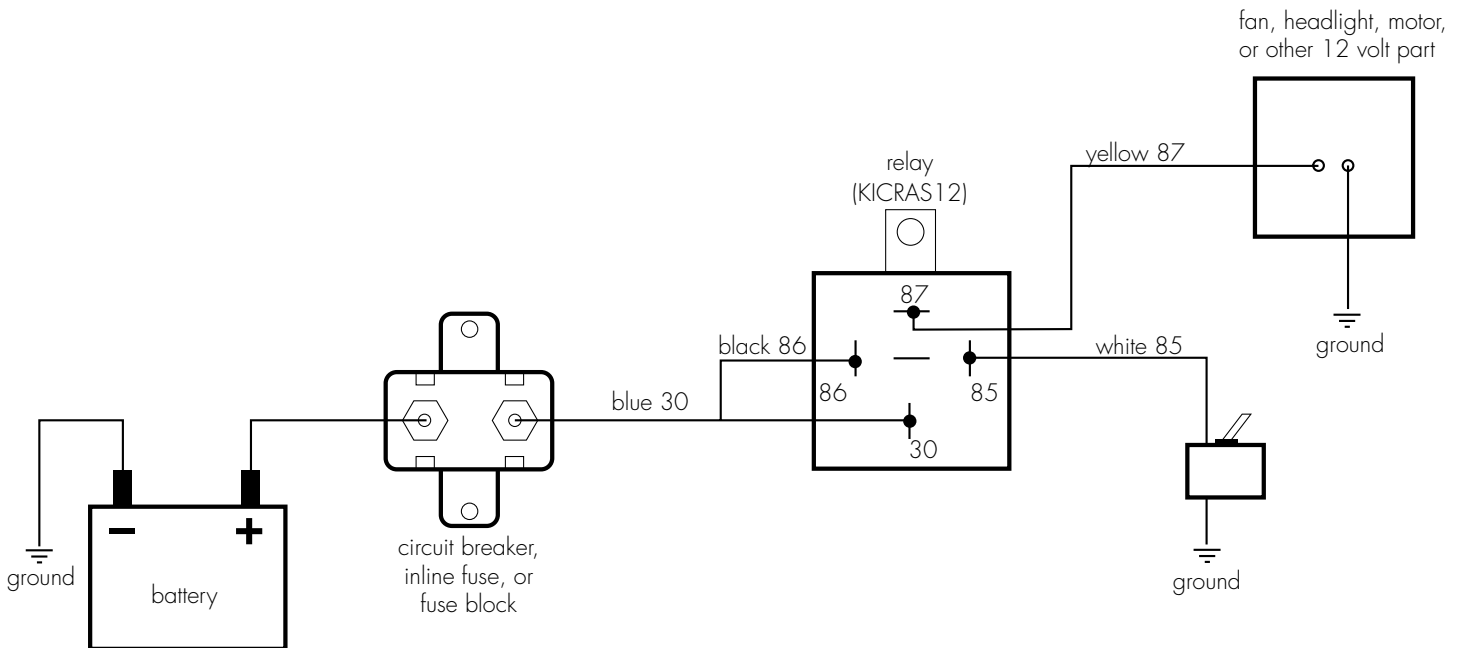 fan, headlight, motor,
or other 12 volt part
yellow 87
relay
(KICRAS12)
87
black 86
white 85
ground
86
85
blue 30
30
−
+
ground
battery
circuit breaker,
inline fuse, or
fuse block
ground